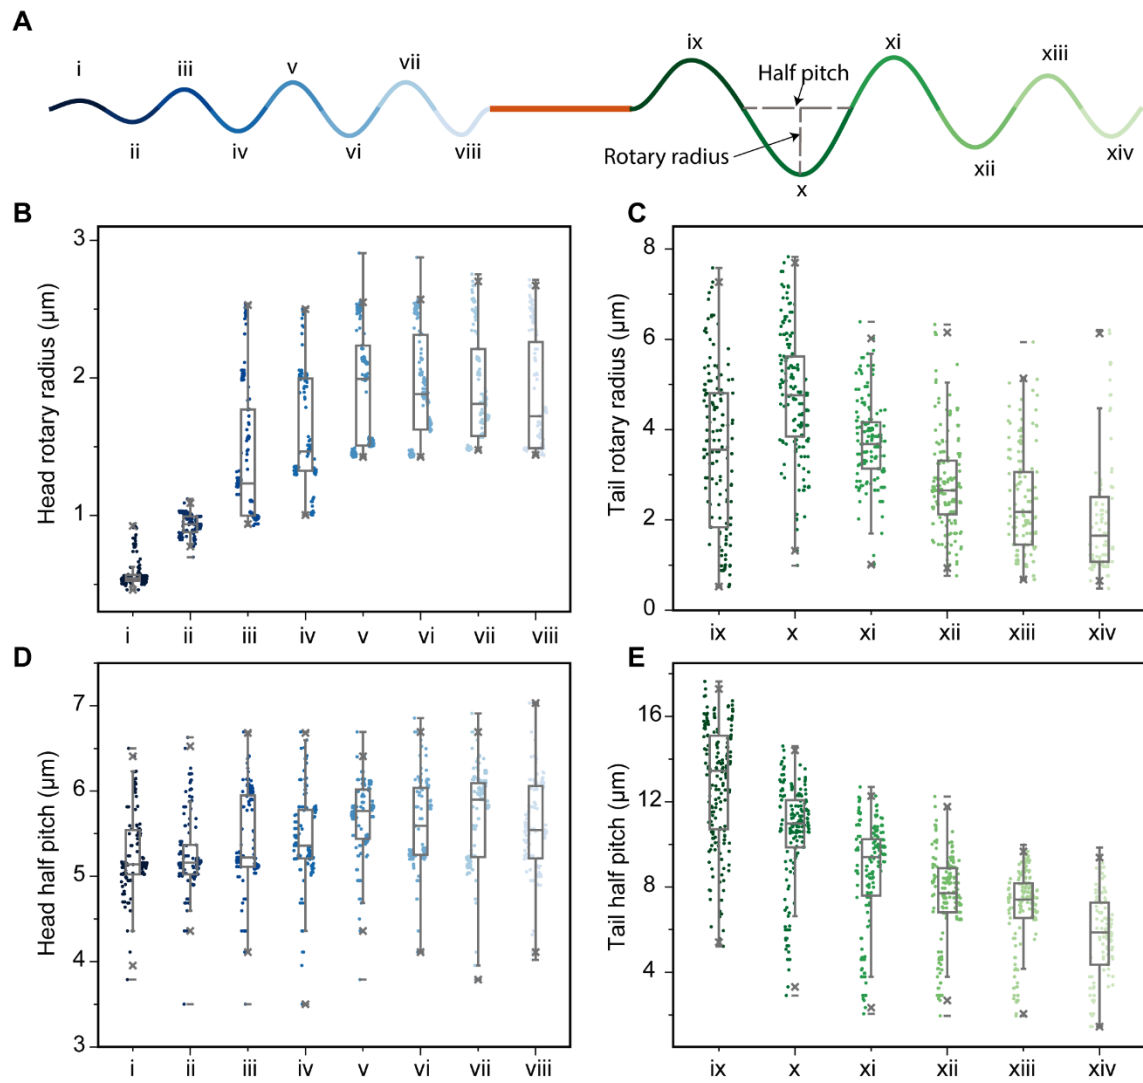 A
i
iii
v
vii
ix
xi
xiii
Half pitch
Rotary radius
ii
iv
vi
viii
x
xii
xiv
B
Head rotary radius (μm)
3
2
1
i ii iii iv v vi vii viii
C
Tail rotary radius (μm)
8
6
4
2
0
ix x xi xii xiii xiv
D
Head half pitch (μm)
7
6
5
4
3
i ii iii iv v vi vii viii
E
Tail half pitch (μm)
16
12
8
4
ix x xi xii xiii xiv